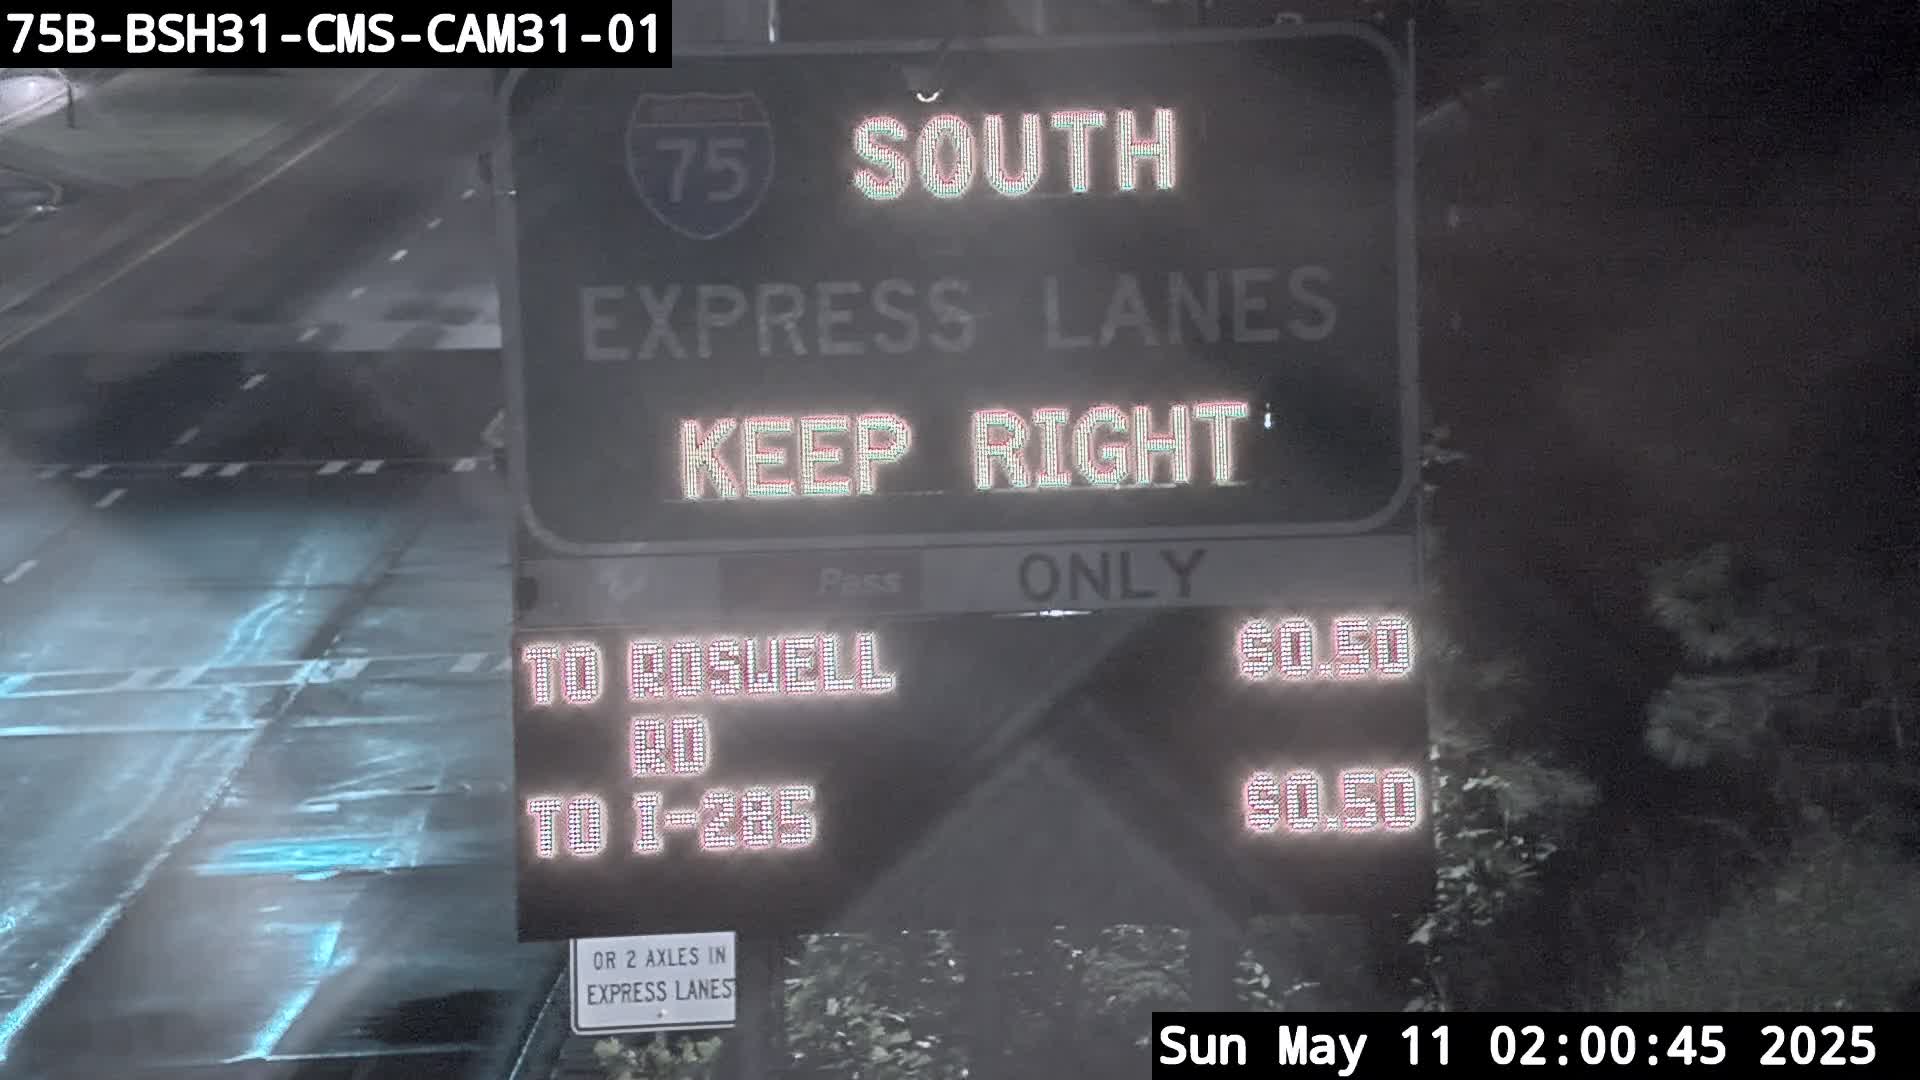 75B-BSH31-CMS-CAM31-01
75 SOUTH
EXPRESS LANES
KEEP RIGHT
Pass ONLY
TO ROSWELL $0.50
RD
TO I-285 $0.50
OR 2 AXLES IN
EXPRESS LANES
Sun May 11 02:00:45 2025